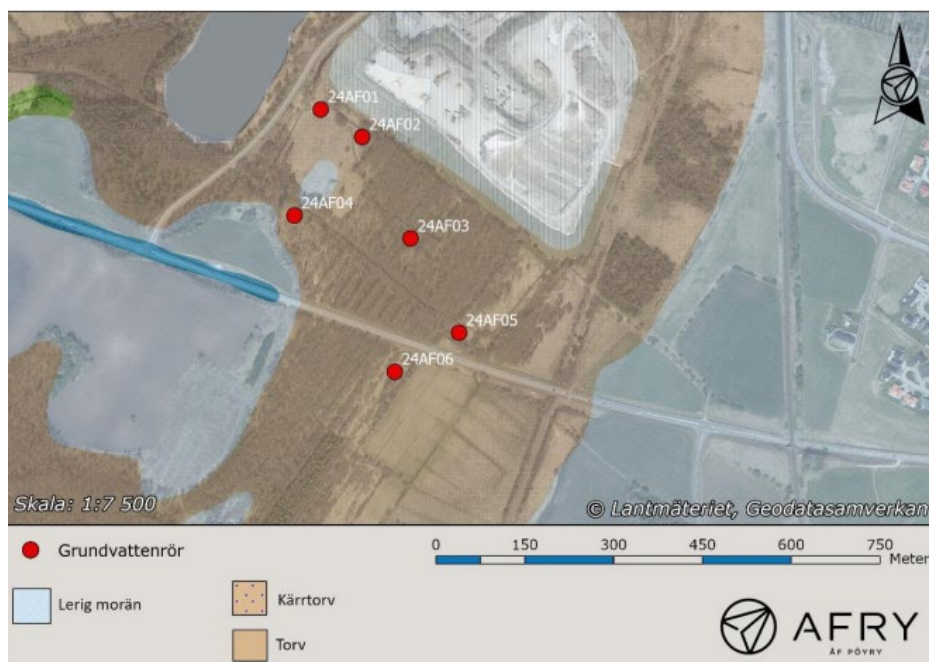 24AF01
24AF02
24AF04
24AF03
24AF05
24AF06
Skala: 1:7 500
© Lantmäteriet, Geodatasamverkan
Grundvattenrör
0 150 300 450 600 750
Meter
Lerig morän
Kärrtorv
Torv
AFRY
ÅF PÖYRY